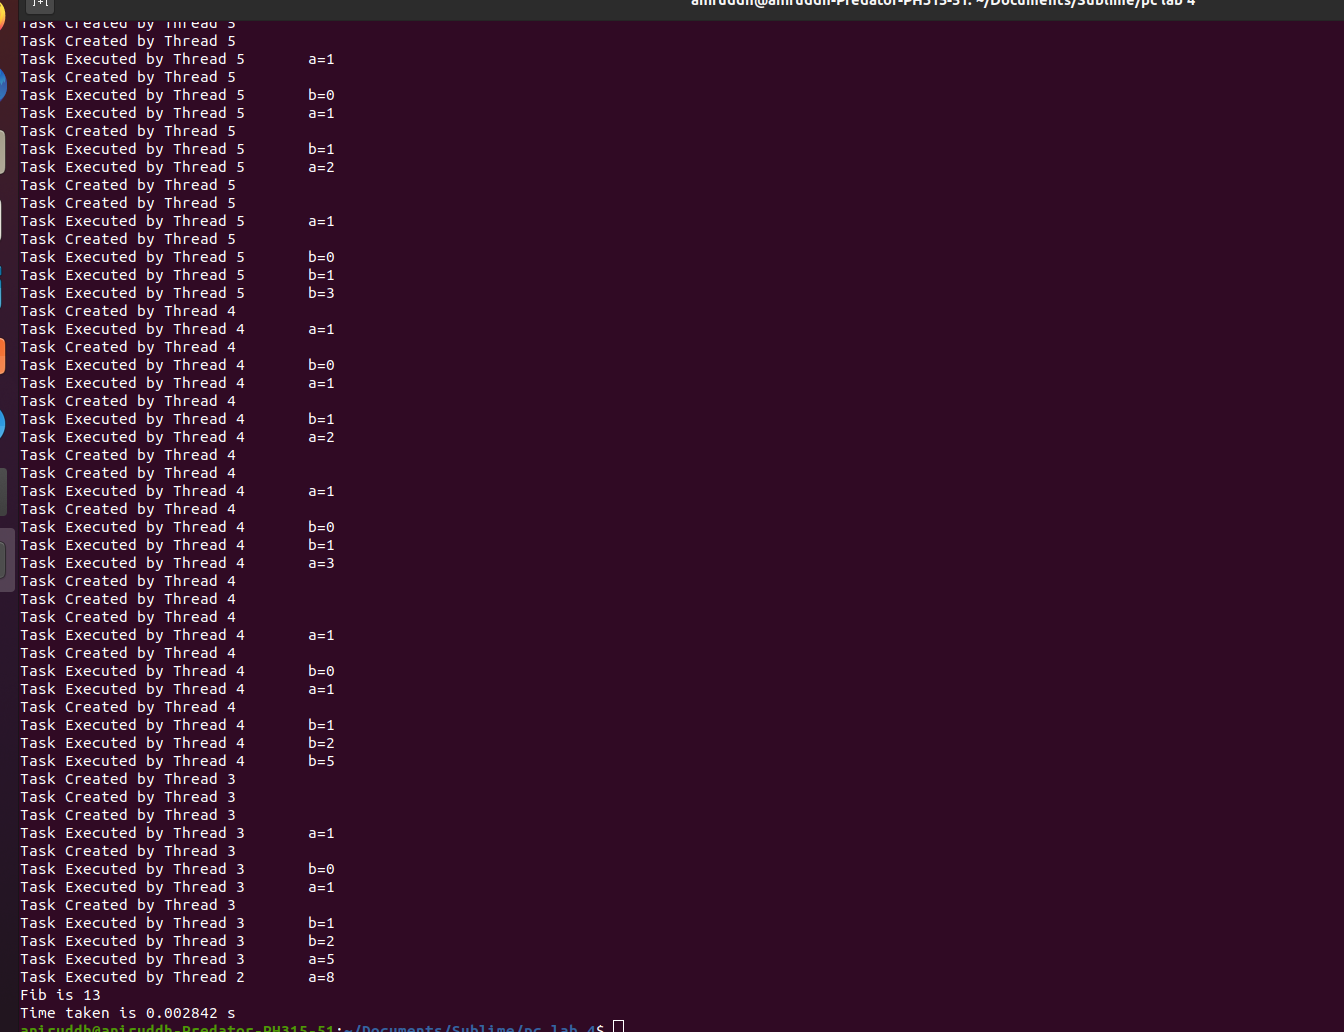 aniruddh@aniruddh-Predator-PH315-51: ~/Documents/Sublime/pc lab 4
Task Created by Thread 5
Task Created by Thread 5
Task Executed by Thread 5 a=1
Task Created by Thread 5
Task Executed by Thread 5 b=0
Task Executed by Thread 5 a=1
Task Created by Thread 5
Task Executed by Thread 5 b=1
Task Executed by Thread 5 a=2
Task Created by Thread 5
Task Created by Thread 5
Task Executed by Thread 5 a=1
Task Created by Thread 5
Task Executed by Thread 5 b=0
Task Executed by Thread 5 b=1
Task Executed by Thread 5 b=3
Task Created by Thread 4
Task Executed by Thread 4 a=1
Task Created by Thread 4
Task Executed by Thread 4 b=0
Task Executed by Thread 4 a=1
Task Created by Thread 4
Task Executed by Thread 4 b=1
Task Executed by Thread 4 a=2
Task Created by Thread 4
Task Created by Thread 4
Task Executed by Thread 4 a=1
Task Created by Thread 4
Task Executed by Thread 4 b=0
Task Executed by Thread 4 b=1
Task Executed by Thread 4 a=3
Task Created by Thread 4
Task Created by Thread 4
Task Created by Thread 4
Task Executed by Thread 4 a=1
Task Created by Thread 4
Task Executed by Thread 4 b=0
Task Executed by Thread 4 a=1
Task Created by Thread 4
Task Executed by Thread 4 b=1
Task Executed by Thread 4 b=2
Task Executed by Thread 4 b=5
Task Created by Thread 3
Task Created by Thread 3
Task Created by Thread 3
Task Executed by Thread 3 a=1
Task Created by Thread 3
Task Executed by Thread 3 b=0
Task Executed by Thread 3 a=1
Task Created by Thread 3
Task Executed by Thread 3 b=1
Task Executed by Thread 3 b=2
Task Executed by Thread 3 a=5
Task Executed by Thread 2 a=8
Fib is 13
Time taken is 0.002842 s
aniruddh@aniruddh-Predator-PH315-51:~/Documents/Sublime/pc lab 4$